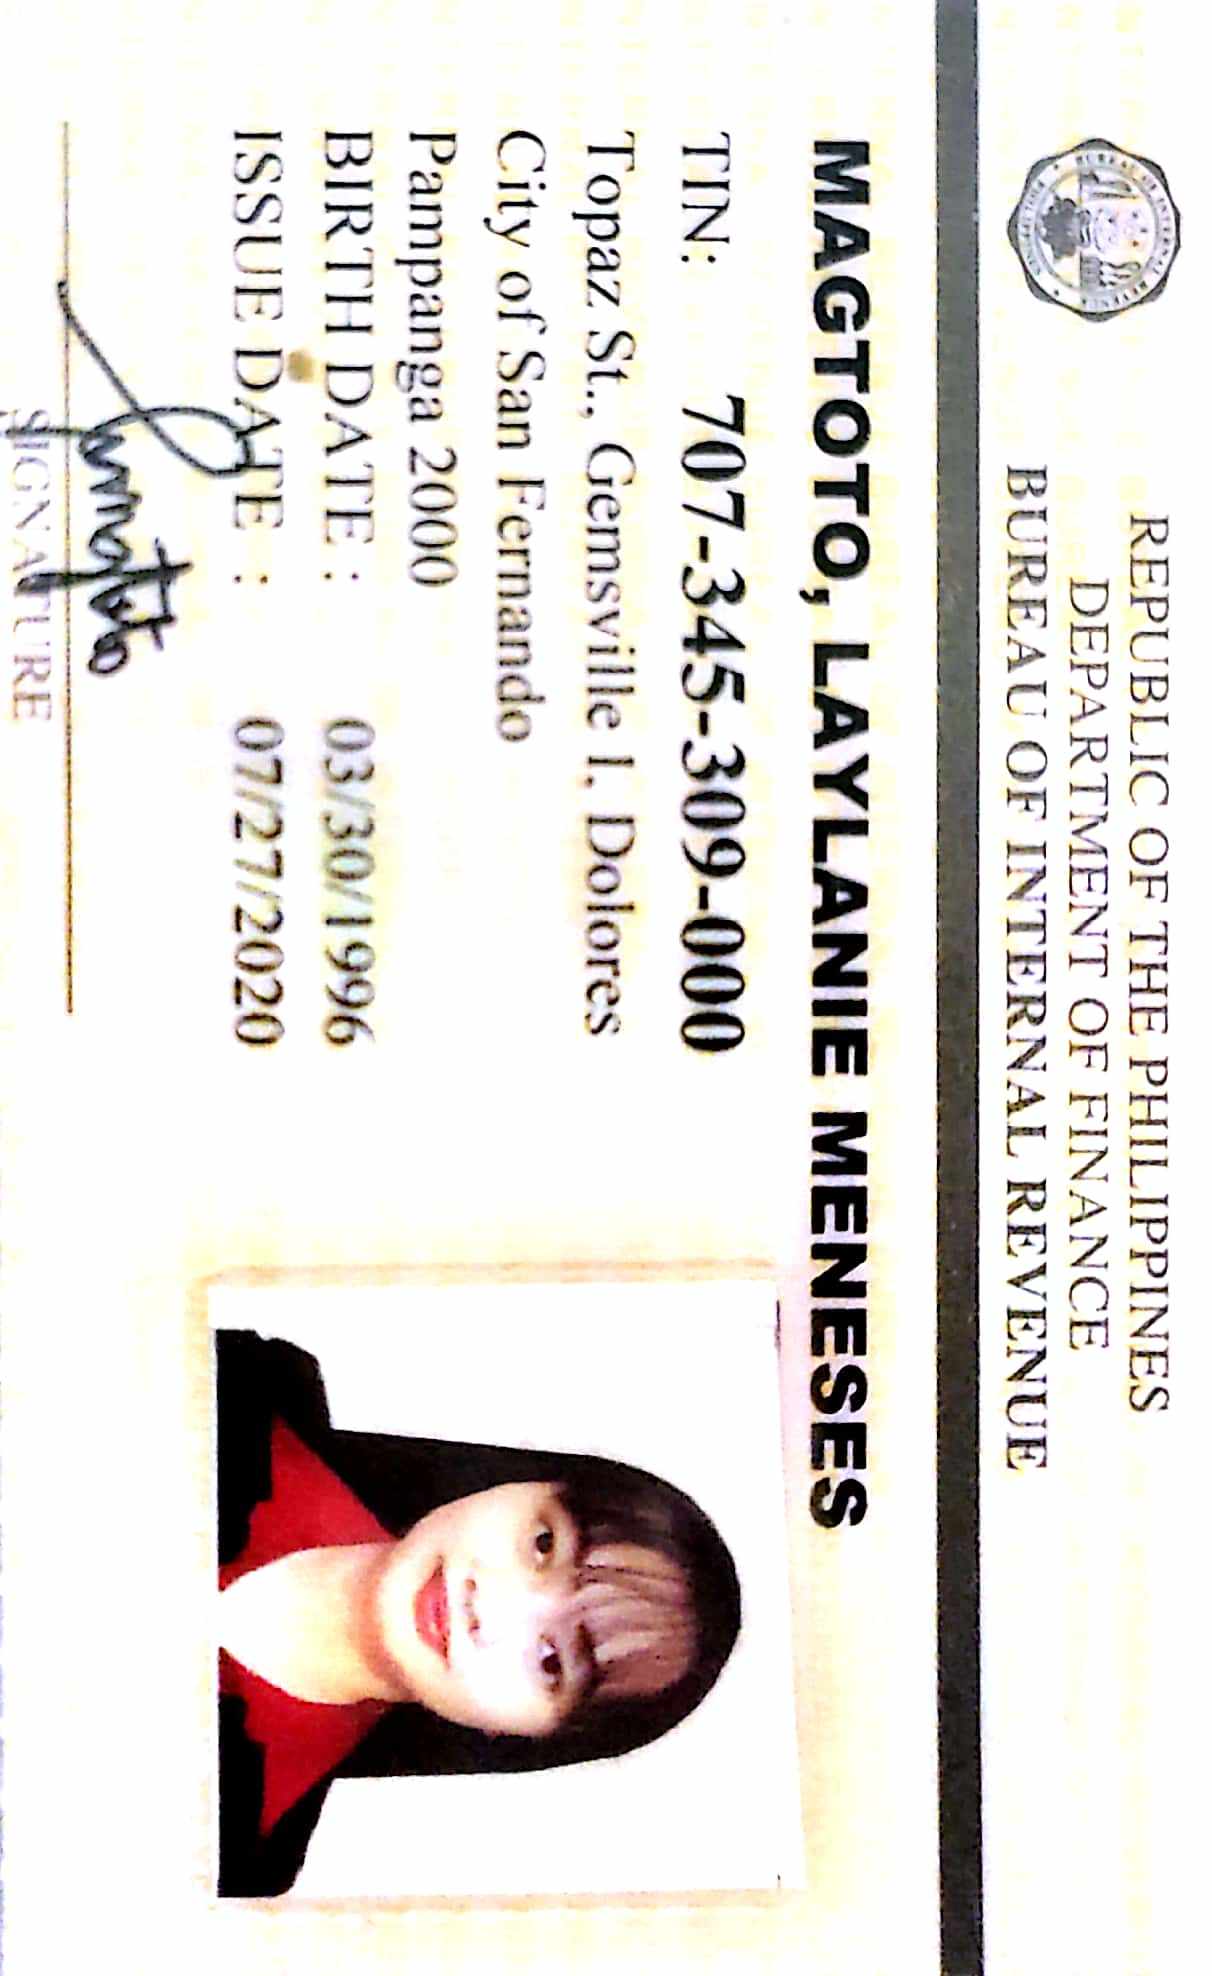 REPUBLIC OF THE PHILIPPINES
DEPARTMENT OF FINANCE
BUREAU OF INTERNAL REVENUE
MAGTOTO, LAYLANIE MENESES
TIN: 707-345-309-000
Topaz St., Gemsville I, Dolores
City of San Fernando
Pampanga 2000
BIRTH DATE : 03/30/1996
ISSUE DATE : 07/27/2020
SIGNATURE